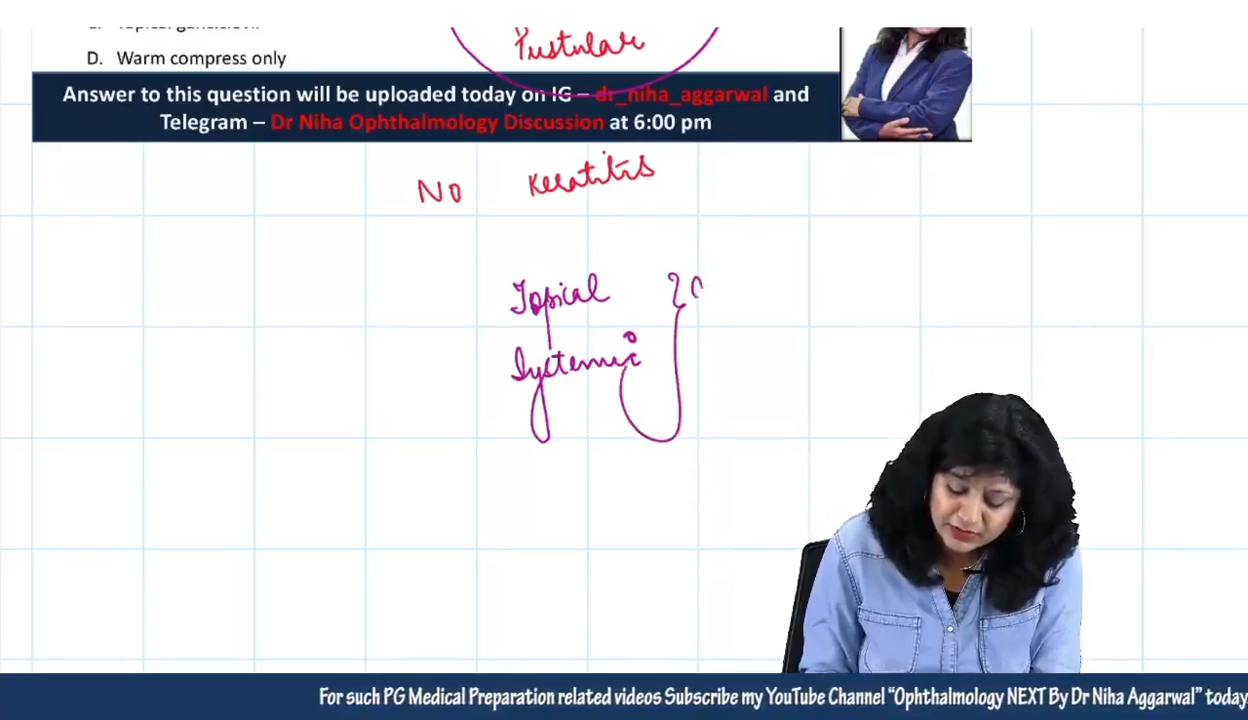 D. Warm compress only
Pustular
Answer to this question will be uploaded today on IG – dr_niha_aggarwal and
Telegram – Dr Niha Ophthalmology Discussion at 6:00 pm
No Keratitis
Topical
Systemic
For such PG Medical Preparation related videos Subscribe my YouTube Channel "Ophthalmology NEXT By Dr Niha Aggarwal" today